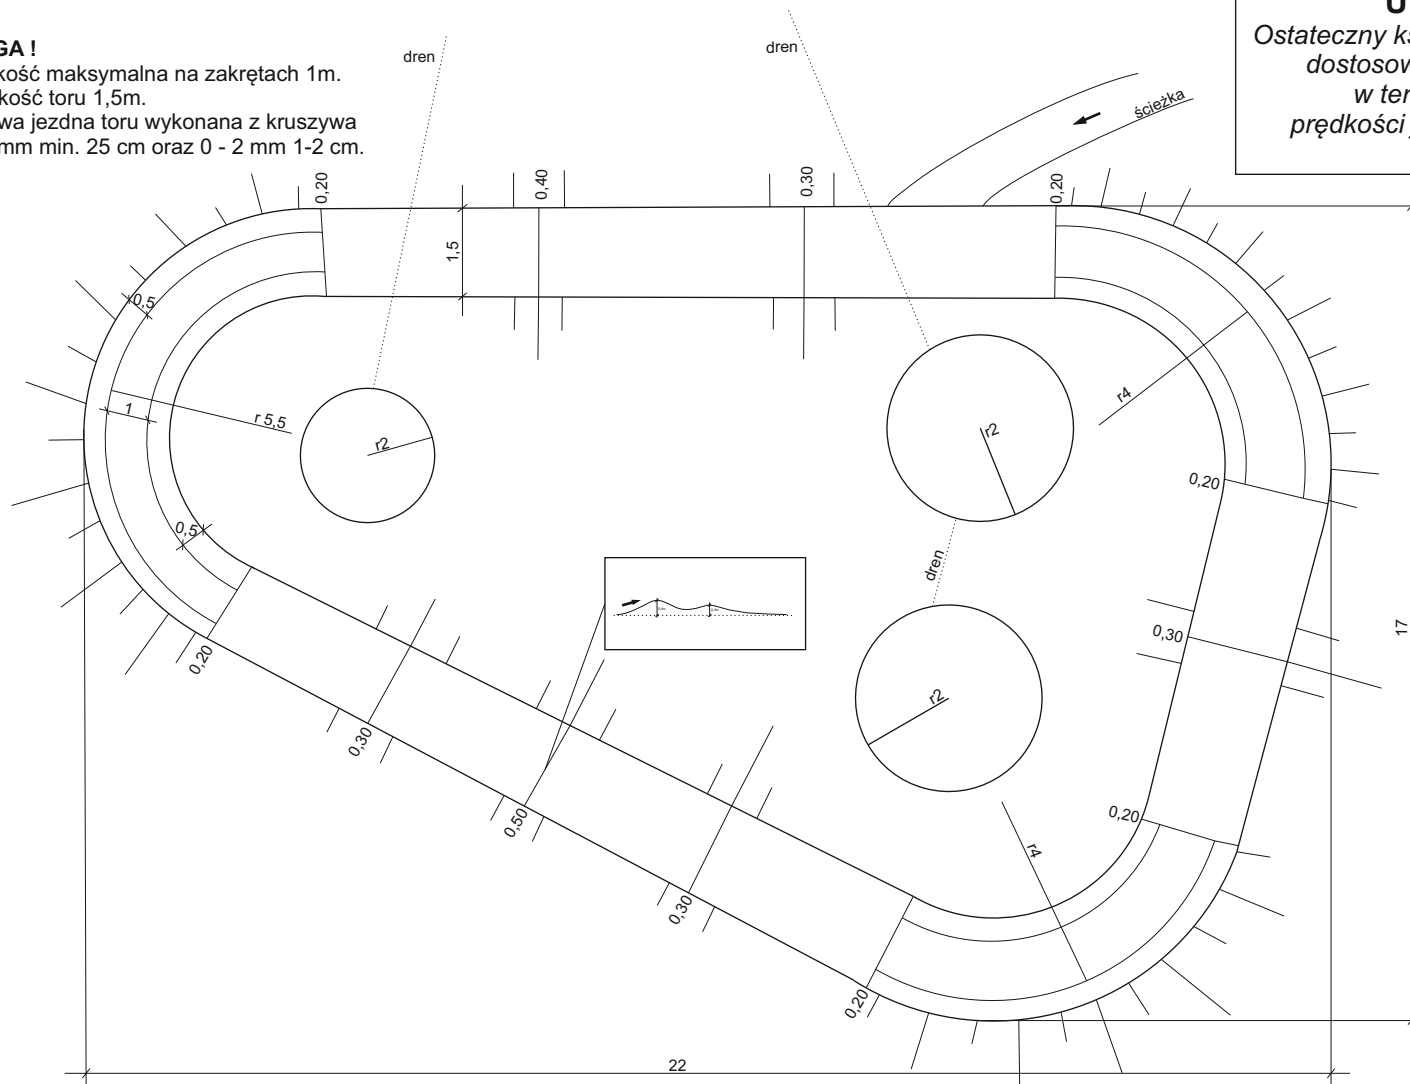 GA !
kość maksymalna na zakrętach 1m.
kość toru 1,5m.
wa jezdna toru wykonana z kruszywa
mm min. 25 cm oraz 0 - 2 mm 1-2 cm.
dren
dren
ścieżka
U
Ostateczny ks
dostosow
w ter
prędkości j
0,20
0,40
0,30
0,20
1,5
0,5
1
r 5,5
r2
r2
r4
0,20
0,5
dren
0,30
17
0,20
r2
0,30
0,20
0,50
r4
0,30
0,20
22